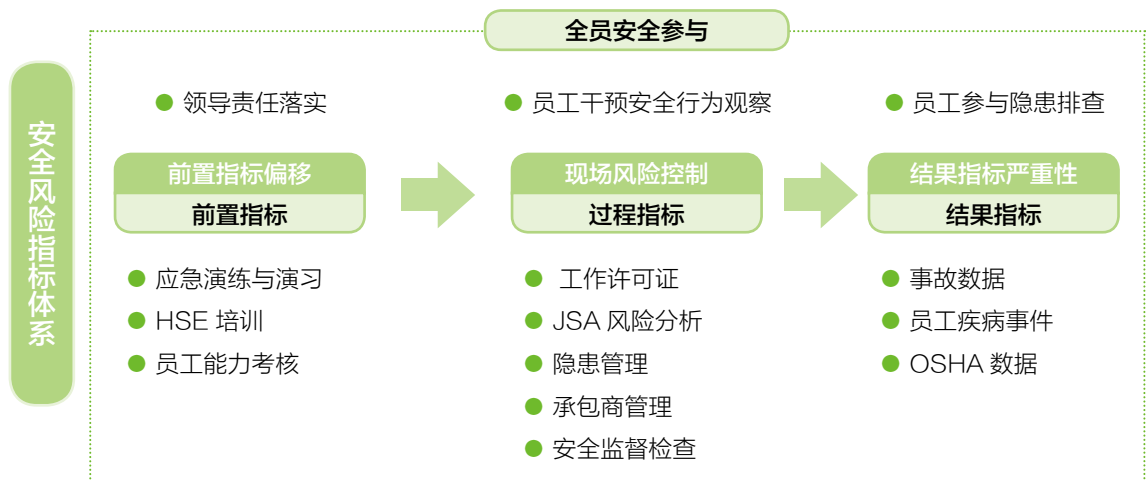 全员安全参与
安全风险指标体系
领导责任落实
员工干预安全行为观察
员工参与隐患排查
前置指标偏移
前置指标
现场风险控制
过程指标
结果指标严重性
结果指标
应急演练与演习
HSE 培训
员工能力考核
工作许可证
JSA 风险分析
隐患管理
承包商管理
安全监督检查
事故数据
员工疾病事件
OSHA 数据